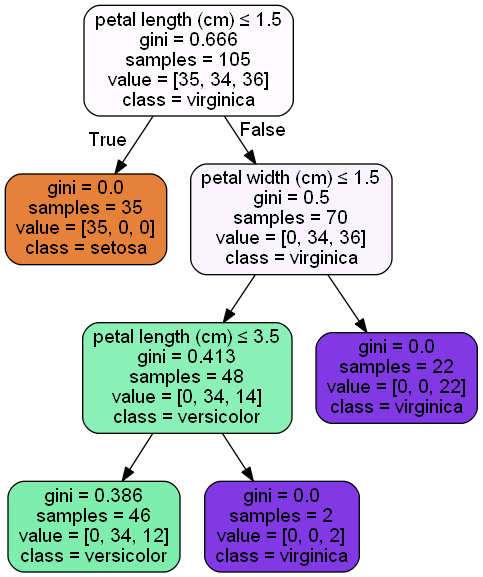 petal length (cm) ≤ 1.5
gini = 0.666
samples = 105
value = [35, 34, 36]
class = virginica
True
False
gini = 0.0
samples = 35
value = [35, 0, 0]
class = setosa
petal width (cm) ≤ 1.5
gini = 0.5
samples = 70
value = [0, 34, 36]
class = virginica
petal length (cm) ≤ 3.5
gini = 0.413
samples = 48
value = [0, 34, 14]
class = versicolor
gini = 0.0
samples = 22
value = [0, 0, 22]
class = virginica
gini = 0.386
samples = 46
value = [0, 34, 12]
class = versicolor
gini = 0.0
samples = 2
value = [0, 0, 2]
class = virginica